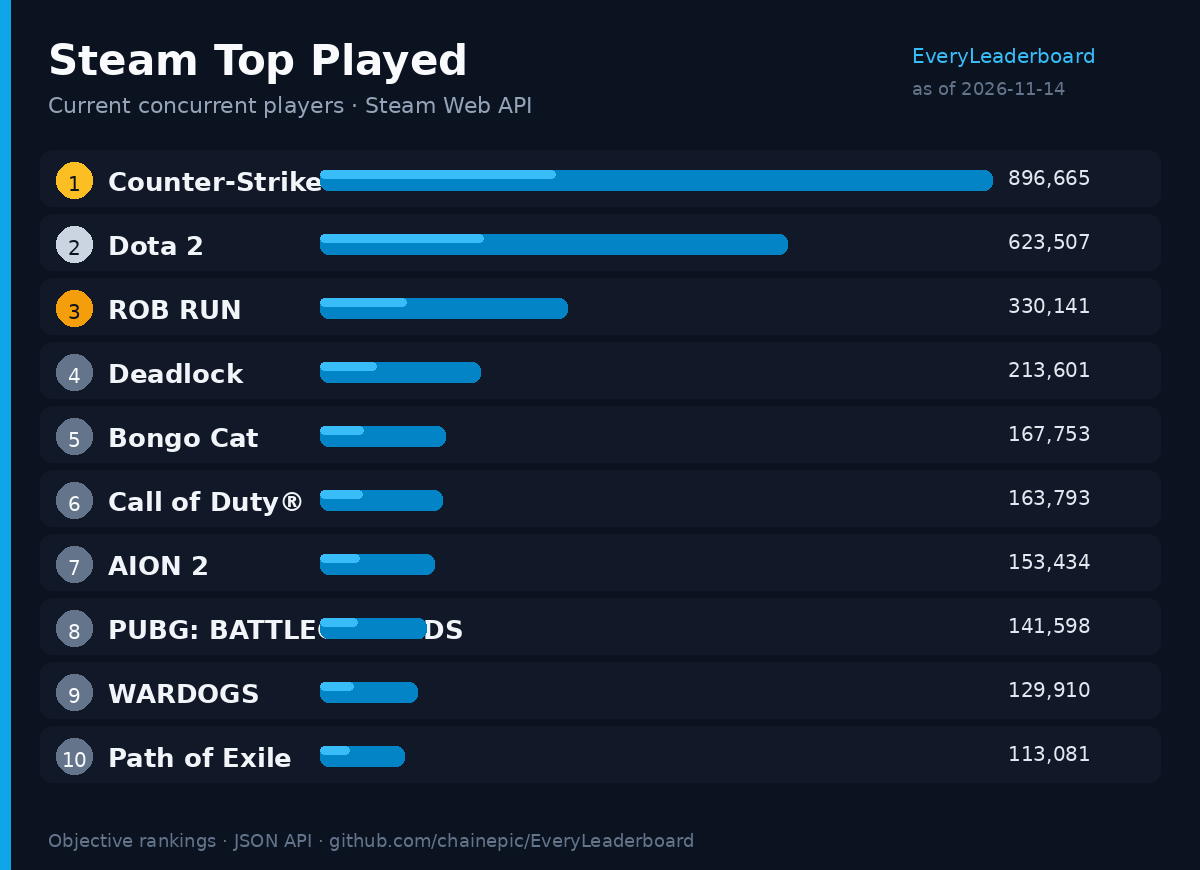 Steam Top Played
EveryLeaderboard
Current concurrent players · Steam Web API
as of 2026-11-14
1 Counter-Strike 896,665
2 Dota 2 623,507
3 ROB RUN 330,141
4 Deadlock 213,601
5 Bongo Cat 167,753
6 Call of Duty® 163,793
7 AION 2 153,434
8 PUBG: 141,598
9 WARDOGS 129,910
10 Path of Exile 113,081
Objective rankings · JSON API · github.com/chainepic/EveryLeaderboard